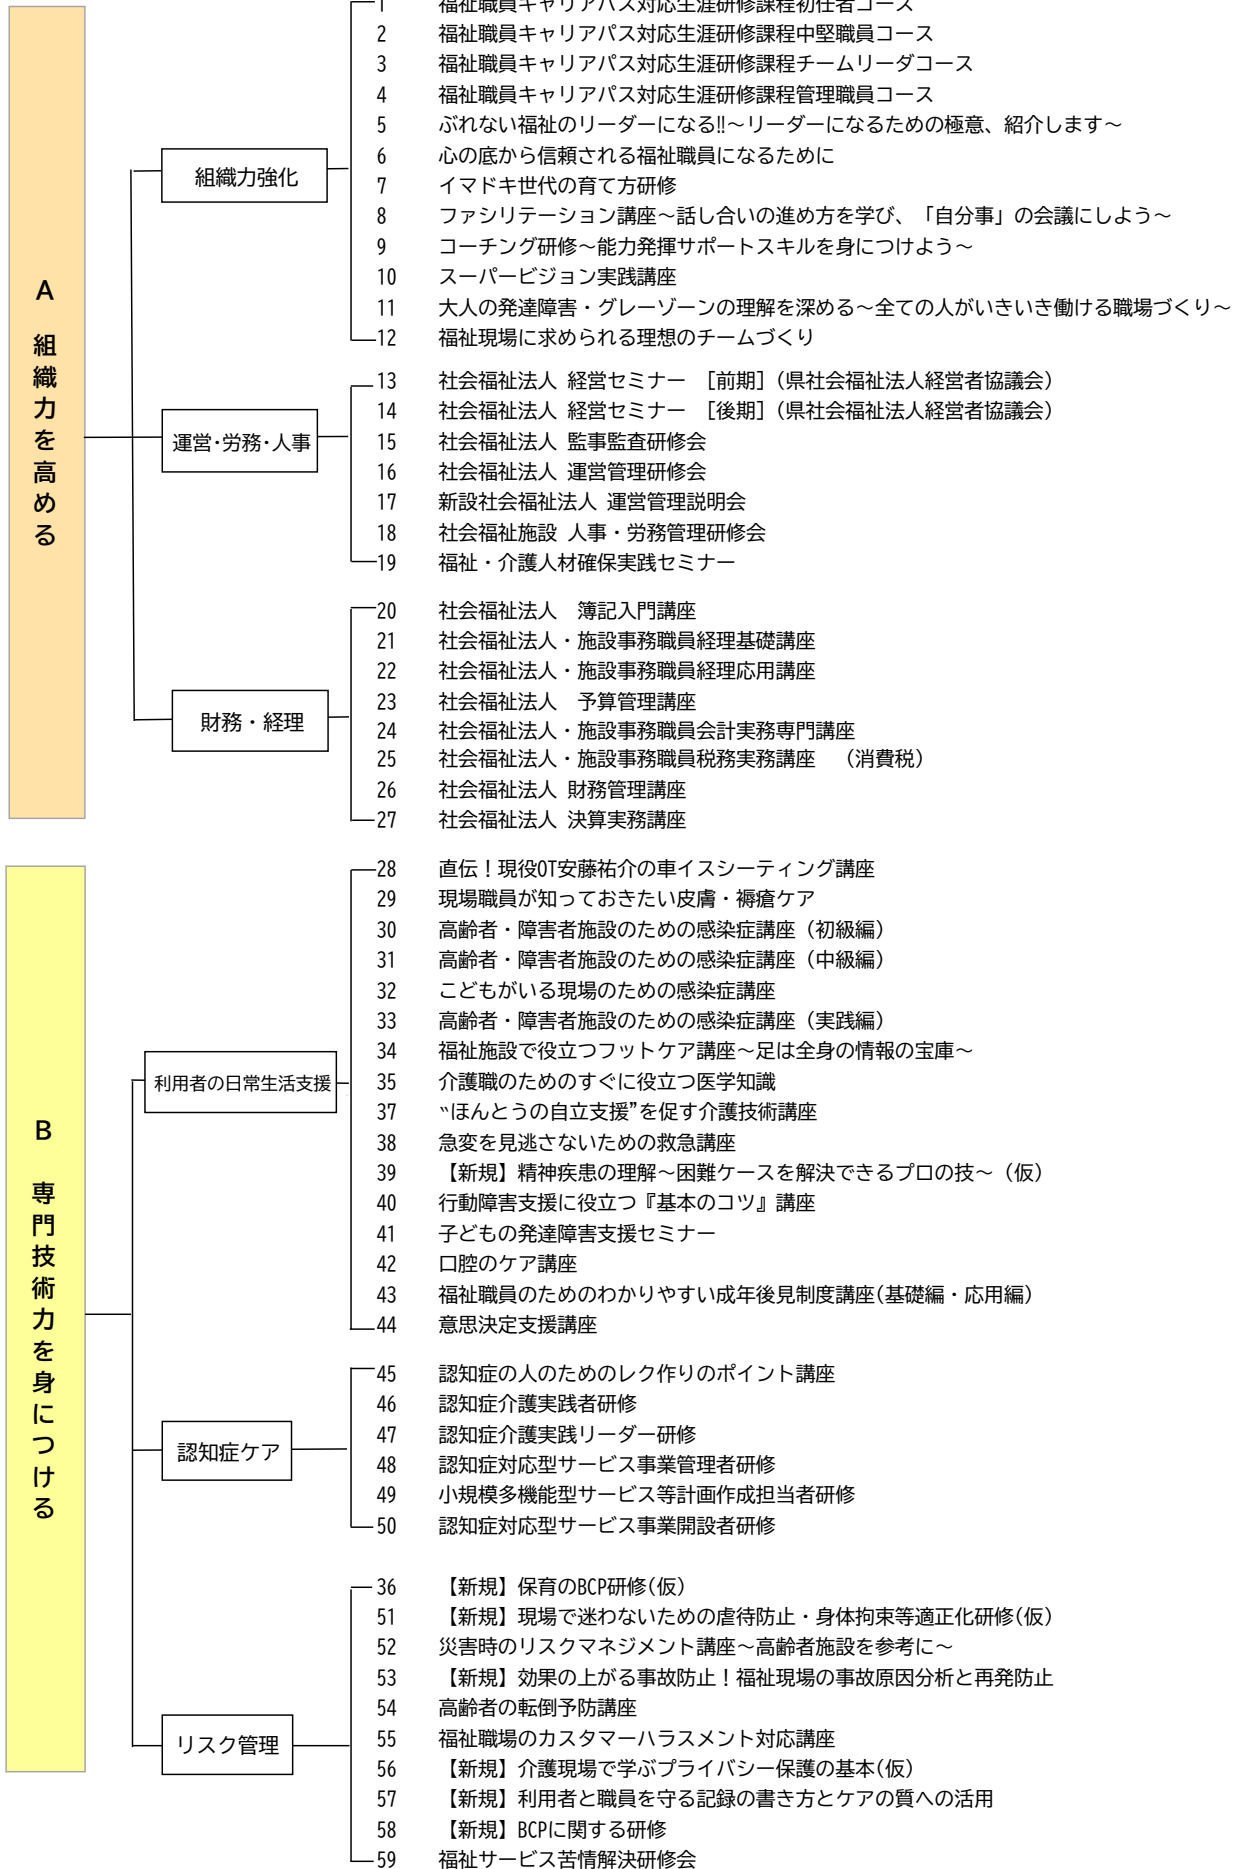 A 組織力を高める
組織力強化
1 福祉職員キャリアパス対応生涯研修課程初任者コース
2 福祉職員キャリアパス対応生涯研修課程中堅職員コース
3 福祉職員キャリアパス対応生涯研修課程チームリーダコース
4 福祉職員キャリアパス対応生涯研修課程管理職員コース
5 ぶれない福祉のリーダーになる‼～リーダーになるための極意、紹介します～
6 心の底から信頼される福祉職員になるために
7 イマドキ世代の育て方研修
8 ファシリテーション講座～話し合いの進め方を学び、「自分事」の会議にしよう～
9 コーチング研修～能力発揮サポートスキルを身につけよう～
10 スーパービジョン実践講座
11 大人の発達障害・グレーゾーンの理解を深める～全ての人がいきいき働ける職場づくり～
12 福祉現場に求められる理想のチームづくり
運営・労務・人事
13 社会福祉法人 経営セミナー [前期]（県社会福祉法人経営者協議会）
14 社会福祉法人 経営セミナー [後期]（県社会福祉法人経営者協議会）
15 社会福祉法人 監事監査研修会
16 社会福祉法人 運営管理研修会
17 新設社会福祉法人 運営管理説明会
18 社会福祉施設 人事・労務管理研修会
19 福祉・介護人材確保実践セミナー
財務・経理
20 社会福祉法人 簿記入門講座
21 社会福祉法人・施設事務職員経理基礎講座
22 社会福祉法人・施設事務職員経理応用講座
23 社会福祉法人 予算管理講座
24 社会福祉法人・施設事務職員会計実務専門講座
25 社会福祉法人・施設事務職員税務実務講座 （消費税）
26 社会福祉法人 財務管理講座
27 社会福祉法人 決算実務講座
B 専門技術力を身につける
利用者の日常生活支援
28 直伝！現役OT安藤祐介の車イスシーティング講座
29 現場職員が知っておきたい皮膚・褥瘡ケア
30 高齢者・障害者施設のための感染症講座（初級編）
31 高齢者・障害者施設のための感染症講座（中級編）
32 こどもがいる現場のための感染症講座
33 高齢者・障害者施設のための感染症講座（実践編）
34 福祉施設で役立つフットケア講座～足は全身の情報の宝庫～
35 介護職のためのすぐに役立つ医学知識
37 〝ほんとうの自立支援”を促す介護技術講座
38 急変を見逃さないための救急講座
39 【新規】精神疾患の理解～困難ケースを解決できるプロの技～（仮）
40 行動障害支援に役立つ『基本のコツ』講座
41 子どもの発達障害支援セミナー
42 口腔のケア講座
43 福祉職員のためのわかりやすい成年後見制度講座(基礎編・応用編）
44 意思決定支援講座
認知症ケア
45 認知症の人のためのレク作りのポイント講座
46 認知症介護実践者研修
47 認知症介護実践リーダー研修
48 認知症対応型サービス事業管理者研修
49 小規模多機能型サービス等計画作成担当者研修
50 認知症対応型サービス事業開設者研修
リスク管理
36 【新規】保育のBCP研修(仮）
51 【新規】現場で迷わないための虐待防止・身体拘束等適正化研修(仮）
52 災害時のリスクマネジメント講座～高齢者施設を参考に～
53 【新規】効果の上がる事故防止！福祉現場の事故原因分析と再発防止
54 高齢者の転倒予防講座
55 福祉職場のカスタマーハラスメント対応講座
56 【新規】介護現場で学ぶプライバシー保護の基本(仮）
57 【新規】利用者と職員を守る記録の書き方とケアの質への活用
58 【新規】BCPに関する研修
59 福祉サービス苦情解決研修会